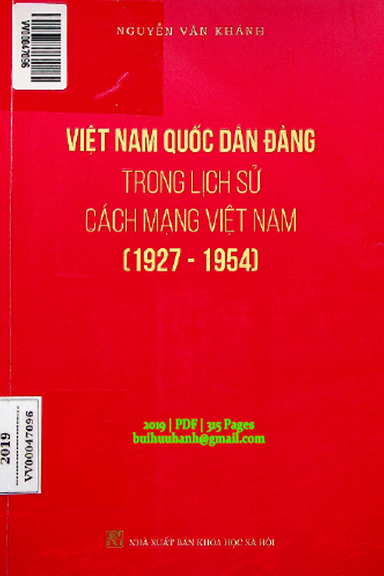 VV00047096
NGUYỄN VĂN KHÁNH
VIỆT NAM QUỐC DÂN ĐẢNG
TRONG LỊCH SỬ
CÁCH MẠNG VIỆT NAM
(1927 - 1954)
2019 | PDF | 315 Pages
buihuuhanh@gmail.com
2019
VV00047096
NHÀ XUẤT BẢN KHOA HỌC XÃ HỘI